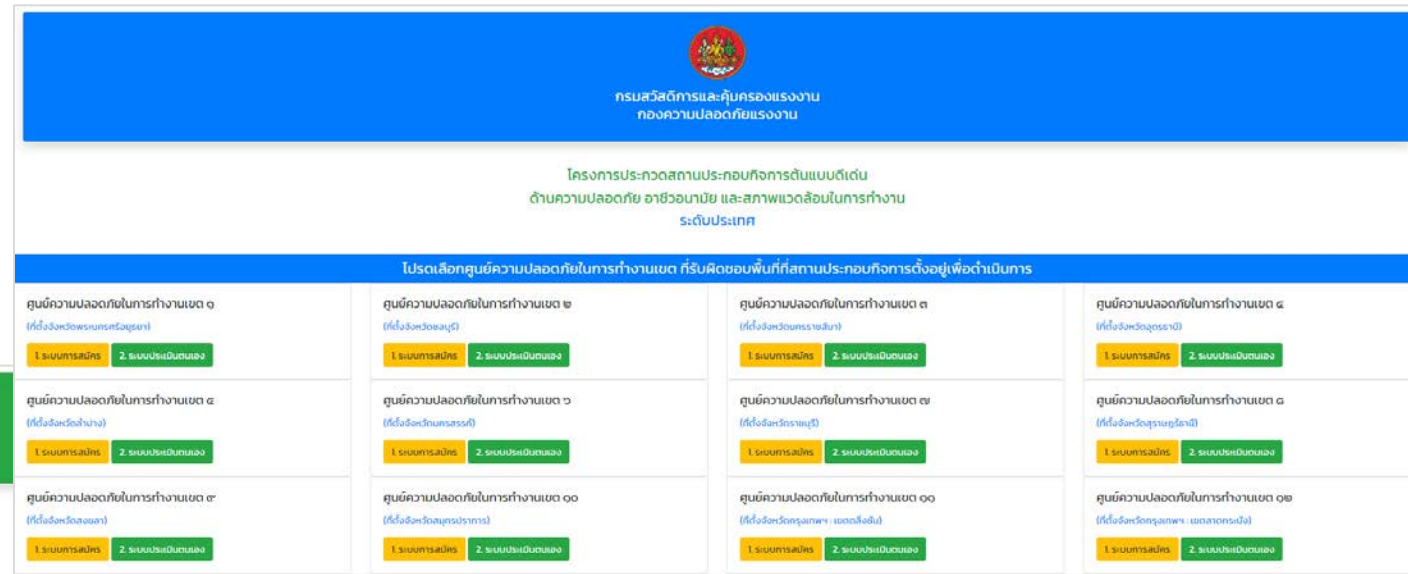 กรมสวัสดิการและคุ้มครองแรงงาน
กองความปลอดภัยแรงงาน
โครงการประกวดสถานประกอบกิจการต้นแบบดีเด่น
ด้านความปลอดภัย อาชีวอนามัย และสภาพแวดล้อมในการทำงาน
ระดับประเทศ
โปรดเลือกศูนย์ความปลอดภัยในการทำงานเขต ที่รับผิดชอบพื้นที่ที่สถานประกอบกิจการตั้งอยู่เพื่อดำเนินการ
ศูนย์ความปลอดภัยในการทำงานเขต ๑
(ที่ตั้งจังหวัดพระนครศรีอยุธยา)
1. ระบบการสมัคร 2. ระบบประเมินตนเอง
ศูนย์ความปลอดภัยในการทำงานเขต ๒
(ที่ตั้งจังหวัดชลบุรี)
1. ระบบการสมัคร 2. ระบบประเมินตนเอง
ศูนย์ความปลอดภัยในการทำงานเขต ๓
(ที่ตั้งจังหวัดนครราชสีมา)
1. ระบบการสมัคร 2. ระบบประเมินตนเอง
ศูนย์ความปลอดภัยในการทำงานเขต ๔
(ที่ตั้งจังหวัดอุดรธานี)
1. ระบบการสมัคร 2. ระบบประเมินตนเอง
ศูนย์ความปลอดภัยในการทำงานเขต ๕
(ที่ตั้งจังหวัดลำปาง)
1. ระบบการสมัคร 2. ระบบประเมินตนเอง
ศูนย์ความปลอดภัยในการทำงานเขต ๖
(ที่ตั้งจังหวัดนครสวรรค์)
1. ระบบการสมัคร 2. ระบบประเมินตนเอง
ศูนย์ความปลอดภัยในการทำงานเขต ๗
(ที่ตั้งจังหวัดราชบุรี)
1. ระบบการสมัคร 2. ระบบประเมินตนเอง
ศูนย์ความปลอดภัยในการทำงานเขต ๘
(ที่ตั้งจังหวัดสุราษฎร์ธานี)
1. ระบบการสมัคร 2. ระบบประเมินตนเอง
ศูนย์ความปลอดภัยในการทำงานเขต ๙
(ที่ตั้งจังหวัดสงขลา)
1. ระบบการสมัคร 2. ระบบประเมินตนเอง
ศูนย์ความปลอดภัยในการทำงานเขต ๑๐
(ที่ตั้งจังหวัดสมุทรปราการ)
1. ระบบการสมัคร 2. ระบบประเมินตนเอง
ศูนย์ความปลอดภัยในการทำงานเขต ๑๑
(ที่ตั้งจังหวัดกรุงเทพฯ : เขตตลิ่งชัน)
1. ระบบการสมัคร 2. ระบบประเมินตนเอง
ศูนย์ความปลอดภัยในการทำงานเขต ๑๒
(ที่ตั้งจังหวัดกรุงเทพฯ : เขตลาดกระบัง)
1. ระบบการสมัคร 2. ระบบประเมินตนเอง